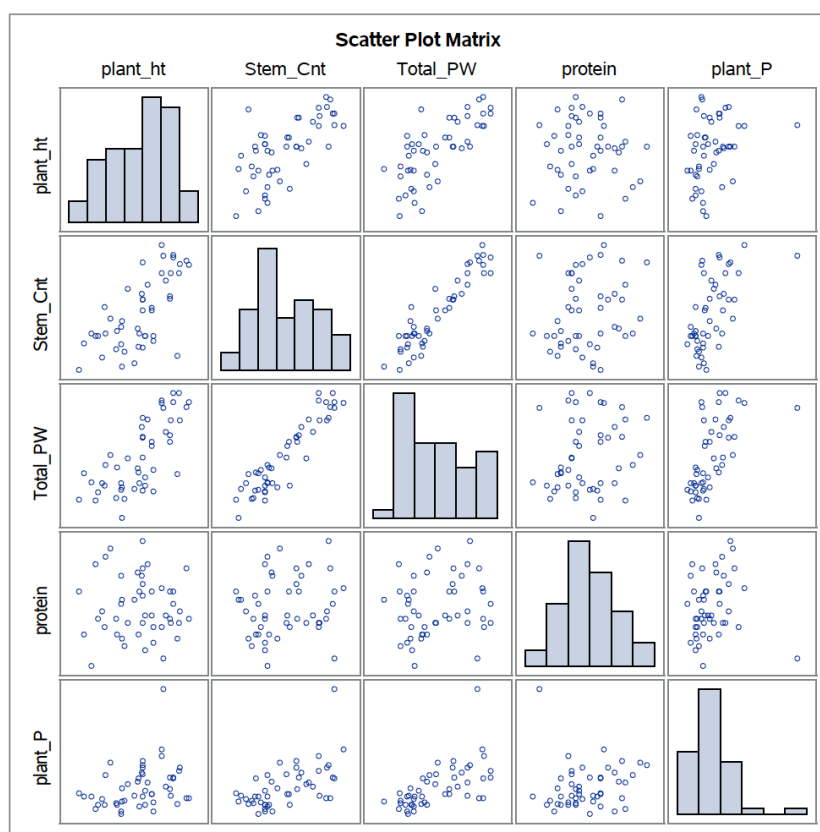 Scatter Plot Matrix
plant_ht Stem_Cnt Total_PW protein plant_P
plant_ht
Stem_Cnt
Total_PW
protein
plant_P